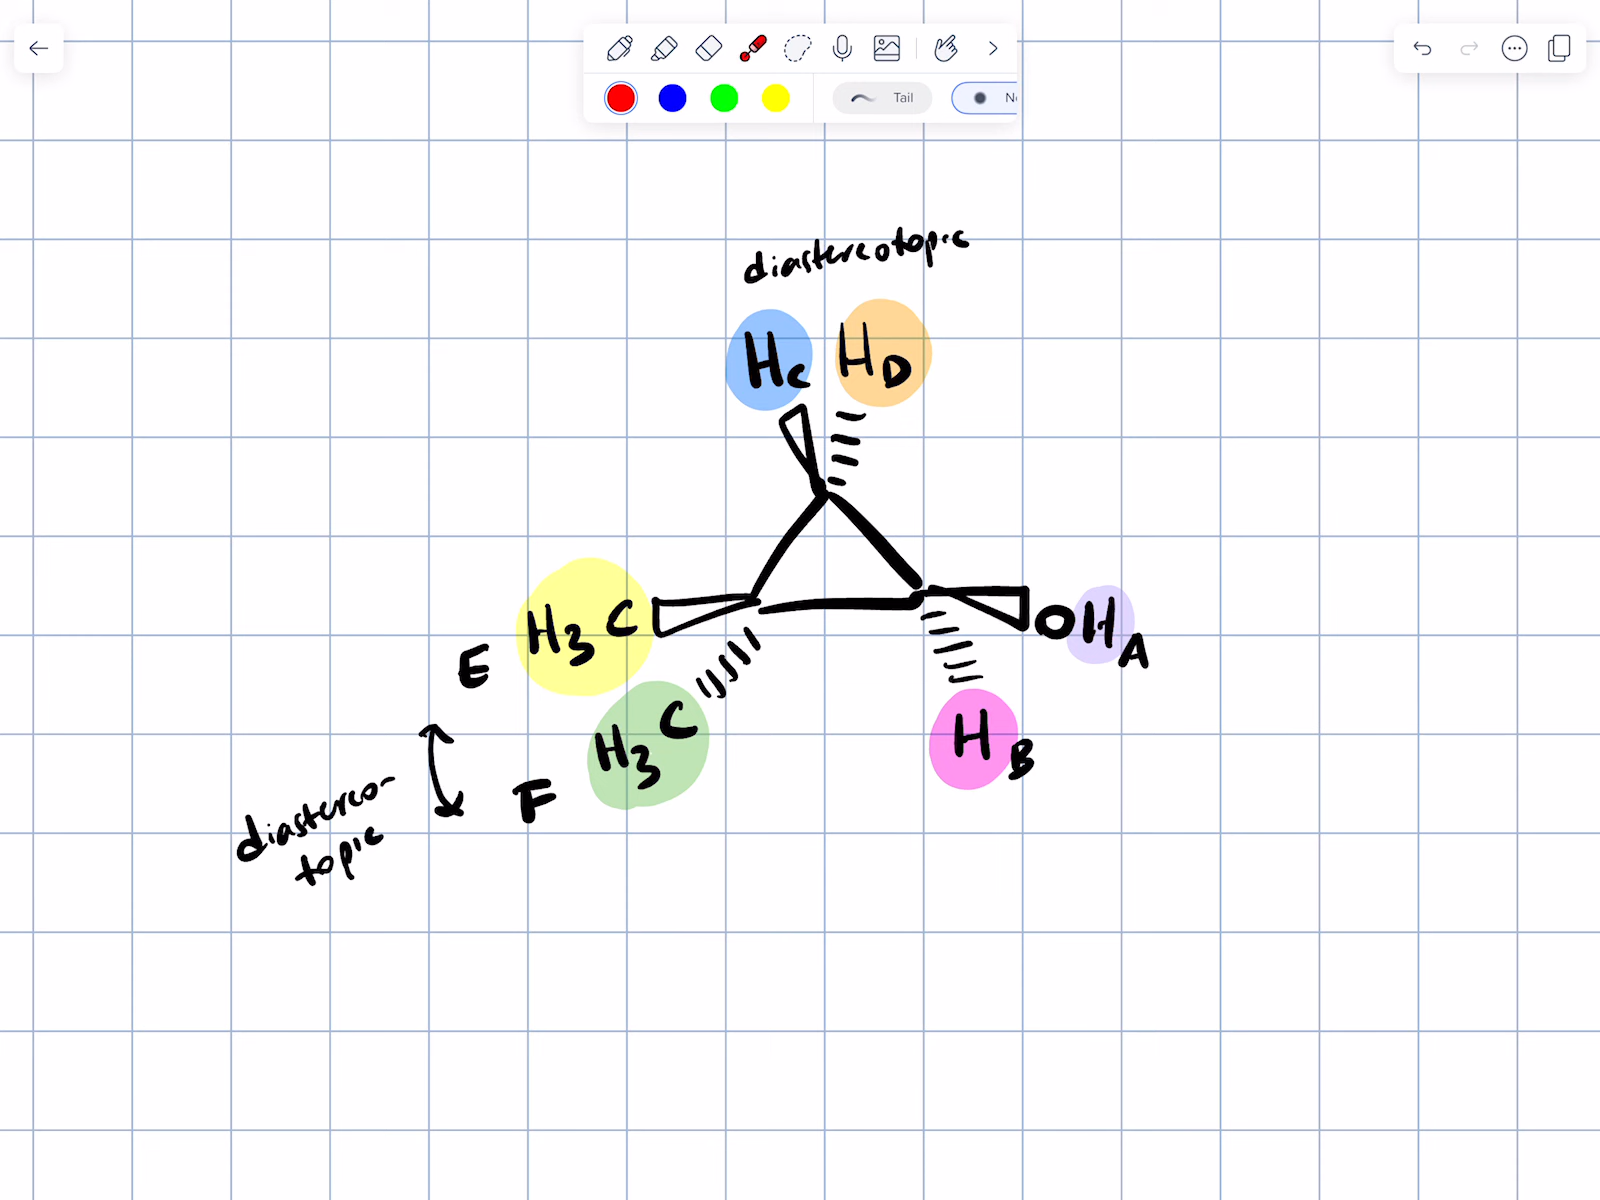 Tail
diastereotopic
Hc HD
H3C
OHA
E
H3C
HB
F
diastereo-
topic